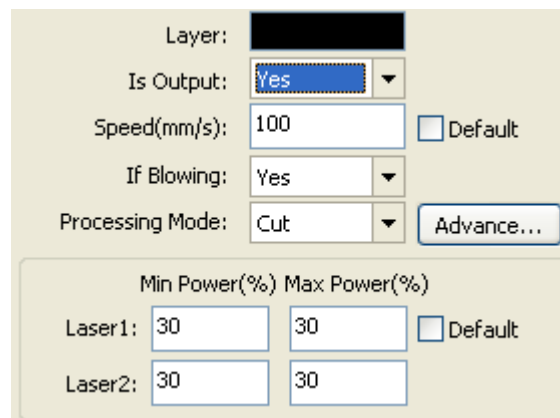 Layer:
Is Output: Yes
Speed(mm/s): 100 Default
If Blowing: Yes
Processing Mode: Cut Advance...
Min Power(%) Max Power(%)
Laser1: 30 30 Default
Laser2: 30 30